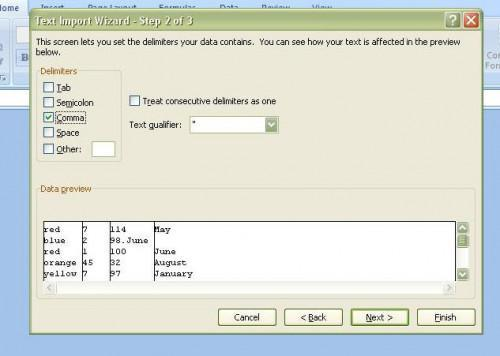 Home Insert Page Layout Formulas Data Review View
Text Import Wizard - Step 2 of 3
This screen lets you set the delimiters your data contains. You can see how your text is affected in the preview
below.
Delimiters
Tab
Semicolon
Treat consecutive delimiters as one
Comma
Text qualifier: "
Space
Other:
Data preview
red 7 114 May
blue 2 98.June
red 1 100 June
orange 45 32 August
yellow 7 97 January
Cancel < Back Next > Finish
B